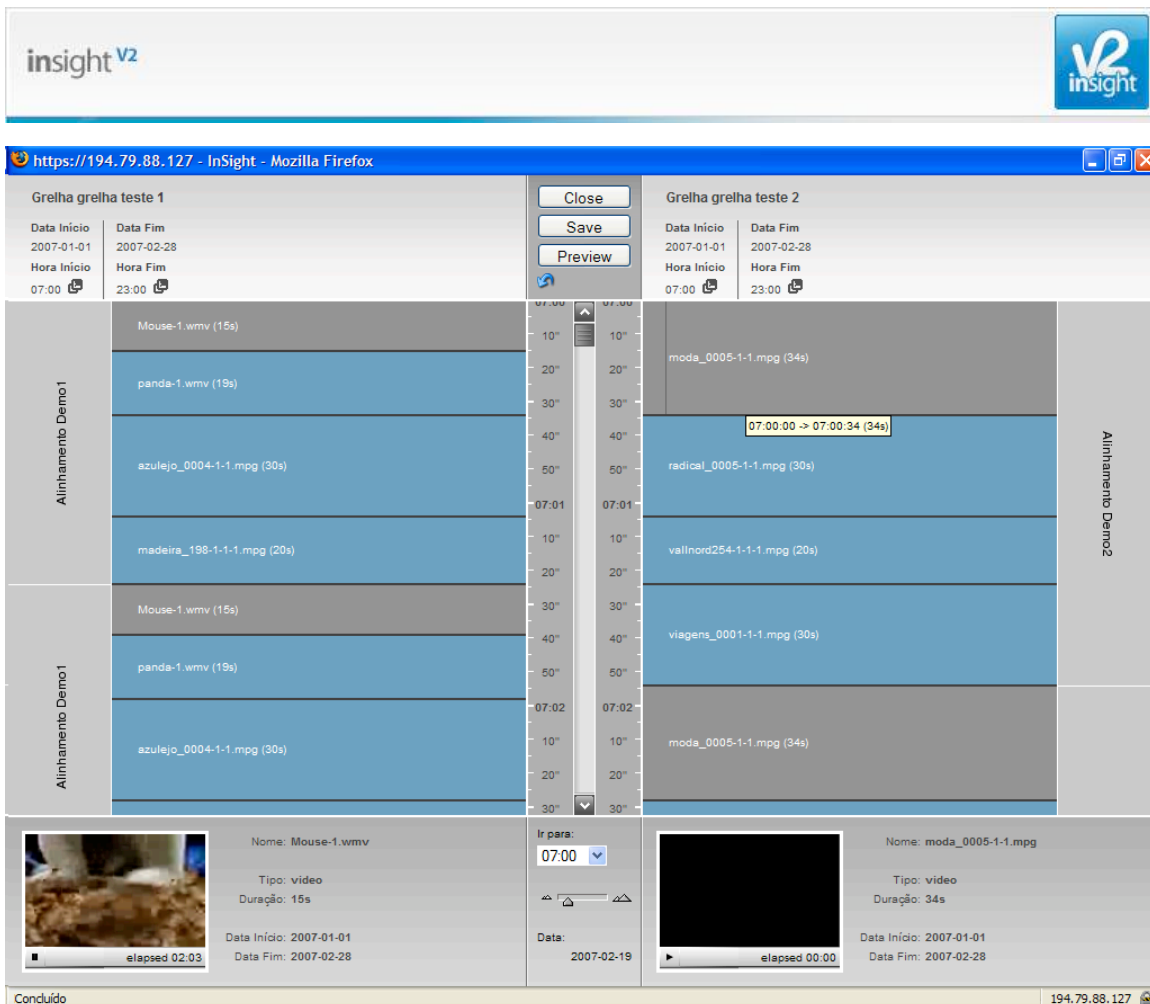 insight V2
V2
insight
https://194.79.88.127 - InSight - Mozilla Firefox
Grelha grelha teste 1
Data Início Data Fim
2007-01-01 2007-02-28
Hora Início Hora Fim
07:00 23:00
Close
Save
Preview
Grelha grelha teste 2
Data Início Data Fim
2007-01-01 2007-02-28
Hora Início Hora Fim
07:00 23:00
Alinhamento Demo1
Mouse-1.wmv (15s)
panda-1.wmv (19s)
azulejo_0004-1-1.mpg (30s)
madeira_198-1-1-1.mpg (20s)
Alinhamento Demo1
Mouse-1.wmv (15s)
panda-1.wmv (19s)
azulejo_0004-1-1.mpg (30s)
07:00 07:00
10" 10"
20" 20"
30" 30"
40" 40"
50" 50"
07:01 07:01
10" 10"
20" 20"
30" 30"
40" 40"
50" 50"
07:02 07:02
10" 10"
20" 20"
30" 30"
moda_0005-1-1.mpg (34s)
07:00:00 -> 07:00:34 (34s)
radical_0005-1-1.mpg (30s)
vallnord254-1-1-1.mpg (20s)
viagens_0001-1-1.mpg (30s)
moda_0005-1-1.mpg (34s)
Alinhamento Demo2
elapsed 02:03
Nome: Mouse-1.wmv
Tipo: video
Duração: 15s
Data Início: 2007-01-01
Data Fim: 2007-02-28
Ir para:
07:00
Data:
2007-02-19
elapsed 00:00
Nome: moda_0005-1-1.mpg
Tipo: video
Duração: 34s
Data Início: 2007-01-01
Data Fim: 2007-02-28
Concluído
194.79.88.127